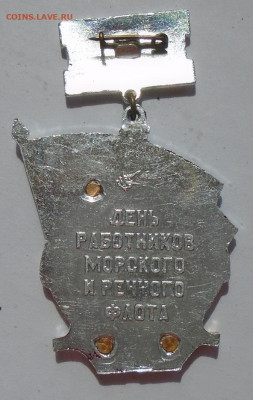 COINS.LAVE.RU
ДЕНЬ
РАБОТНИКОВ
МОРСКОГО
И РЕЧНОГО
ФЛОТА